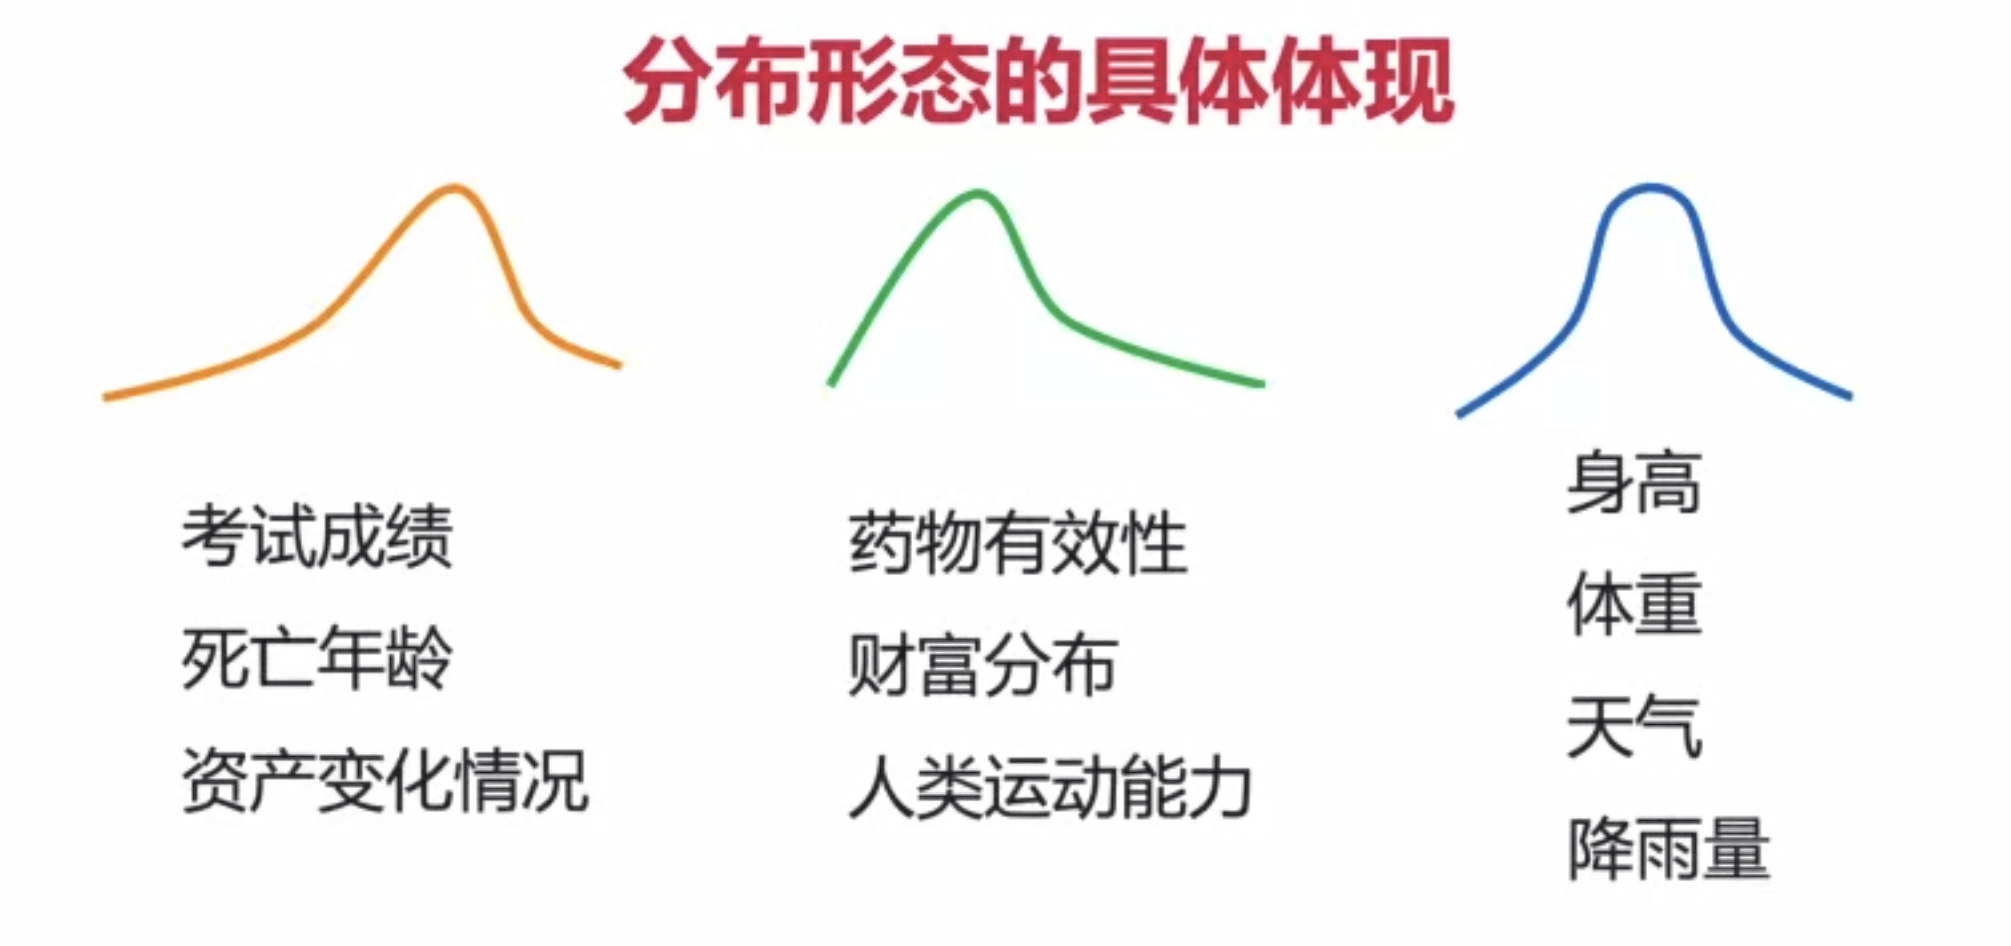 分布形态的具体体现
考试成绩
死亡年龄
资产变化情况
药物有效性
财富分布
人类运动能力
身高
体重
天气
降雨量